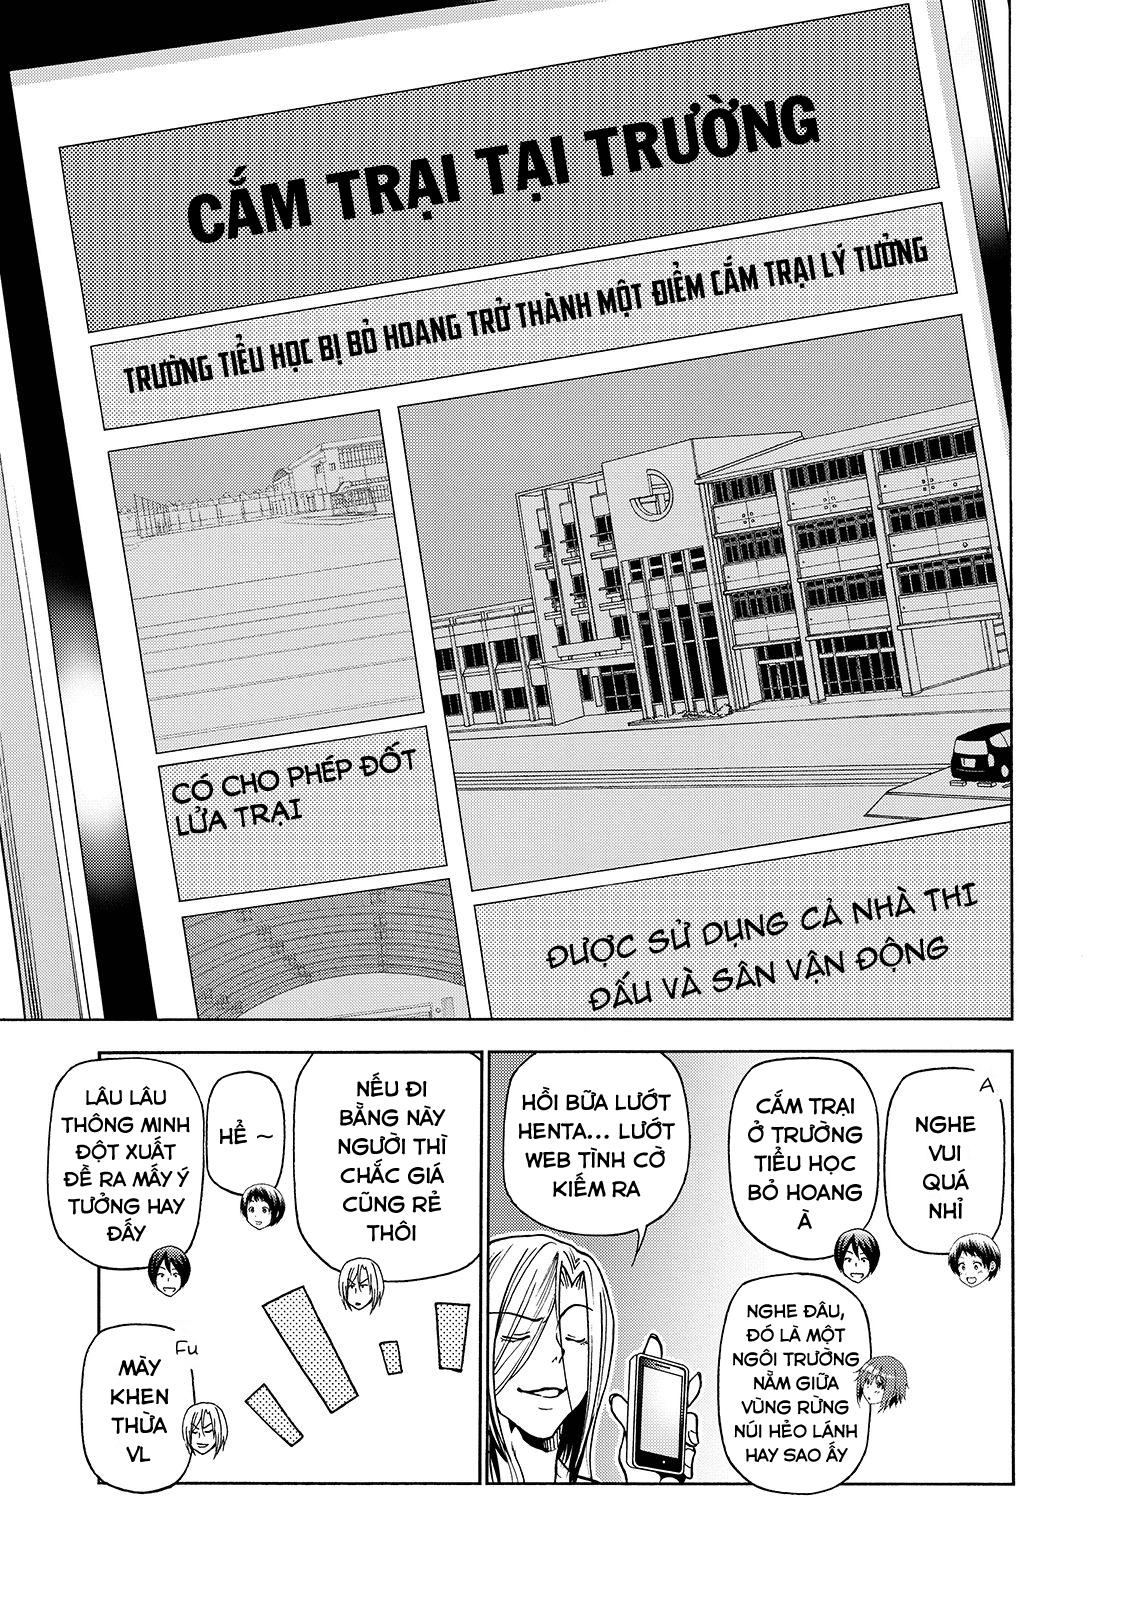 CẮM TRẠI TẠI TRƯỜNG
TRƯỜNG TIỂU HỌC BỊ BỎ HOANG TRỞ THÀNH MỘT ĐIỂM CẮM TRẠI LÝ TƯỞNG
CÓ CHO PHÉP ĐỐT
LỬA TRẠI
ĐƯỢC SỬ DỤNG CẢ NHÀ THI
ĐẤU VÀ SÂN VẬN ĐỘNG
A
NGHE
VUI
QUÁ
NHỈ
CẮM TRẠI
Ở TRƯỜNG
TIỂU HỌC
BỎ HOANG
À
NGHE ĐÂU,
ĐÓ LÀ MỘT
NGÔI TRƯỜNG
NẰM GIỮA
VÙNG RỪNG
NÚI HẺO LÁNH
HAY SAO ẤY
HỒI BỮA LƯỚT
HENTA... LƯỚT
WEB TÌNH CỜ
KIẾM RA
NẾU ĐI
BẰNG NÀY
NGƯỜI THÌ
CHẮC GIÁ
CŨNG RẺ
THÔI
HỂ ~
LÂU LÂU
THÔNG MINH
ĐỘT XUẤT
ĐỀ RA MẤY Ý
TƯỞNG HAY
ĐẤY
Fu
MÀY
KHEN
THỪA
VL